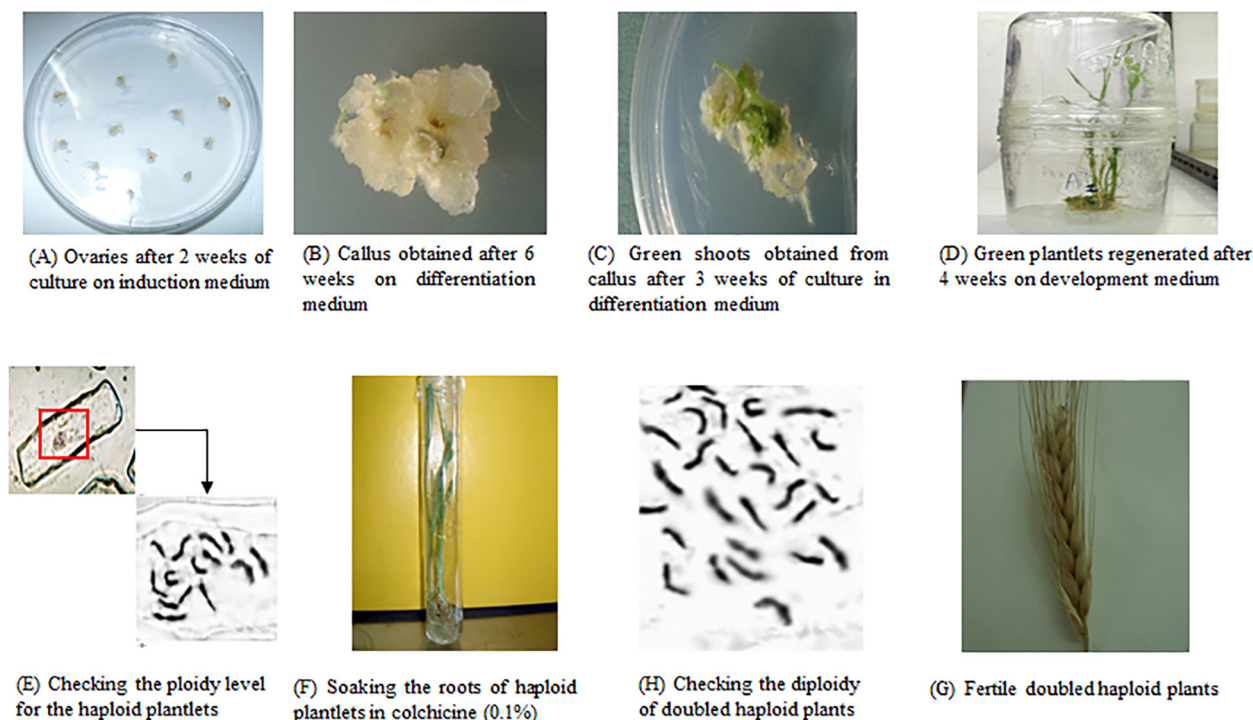 (A) Ovaries after 2 weeks of
culture on induction medium
(B) Callus obtained after 6
weeks on differentiation
medium
(C) Green shoots obtained from
callus after 3 weeks of culture in
differentiation medium
(D) Green plantlets regenerated after
4 weeks on development medium
(E) Checking the ploidy level
for the haploid plantlets
(F) Soaking the roots of haploid
plantlets in colchicine (0.1%)
(H) Checking the diploidy
of doubled haploid plants
(G) Fertile doubled haploid plants